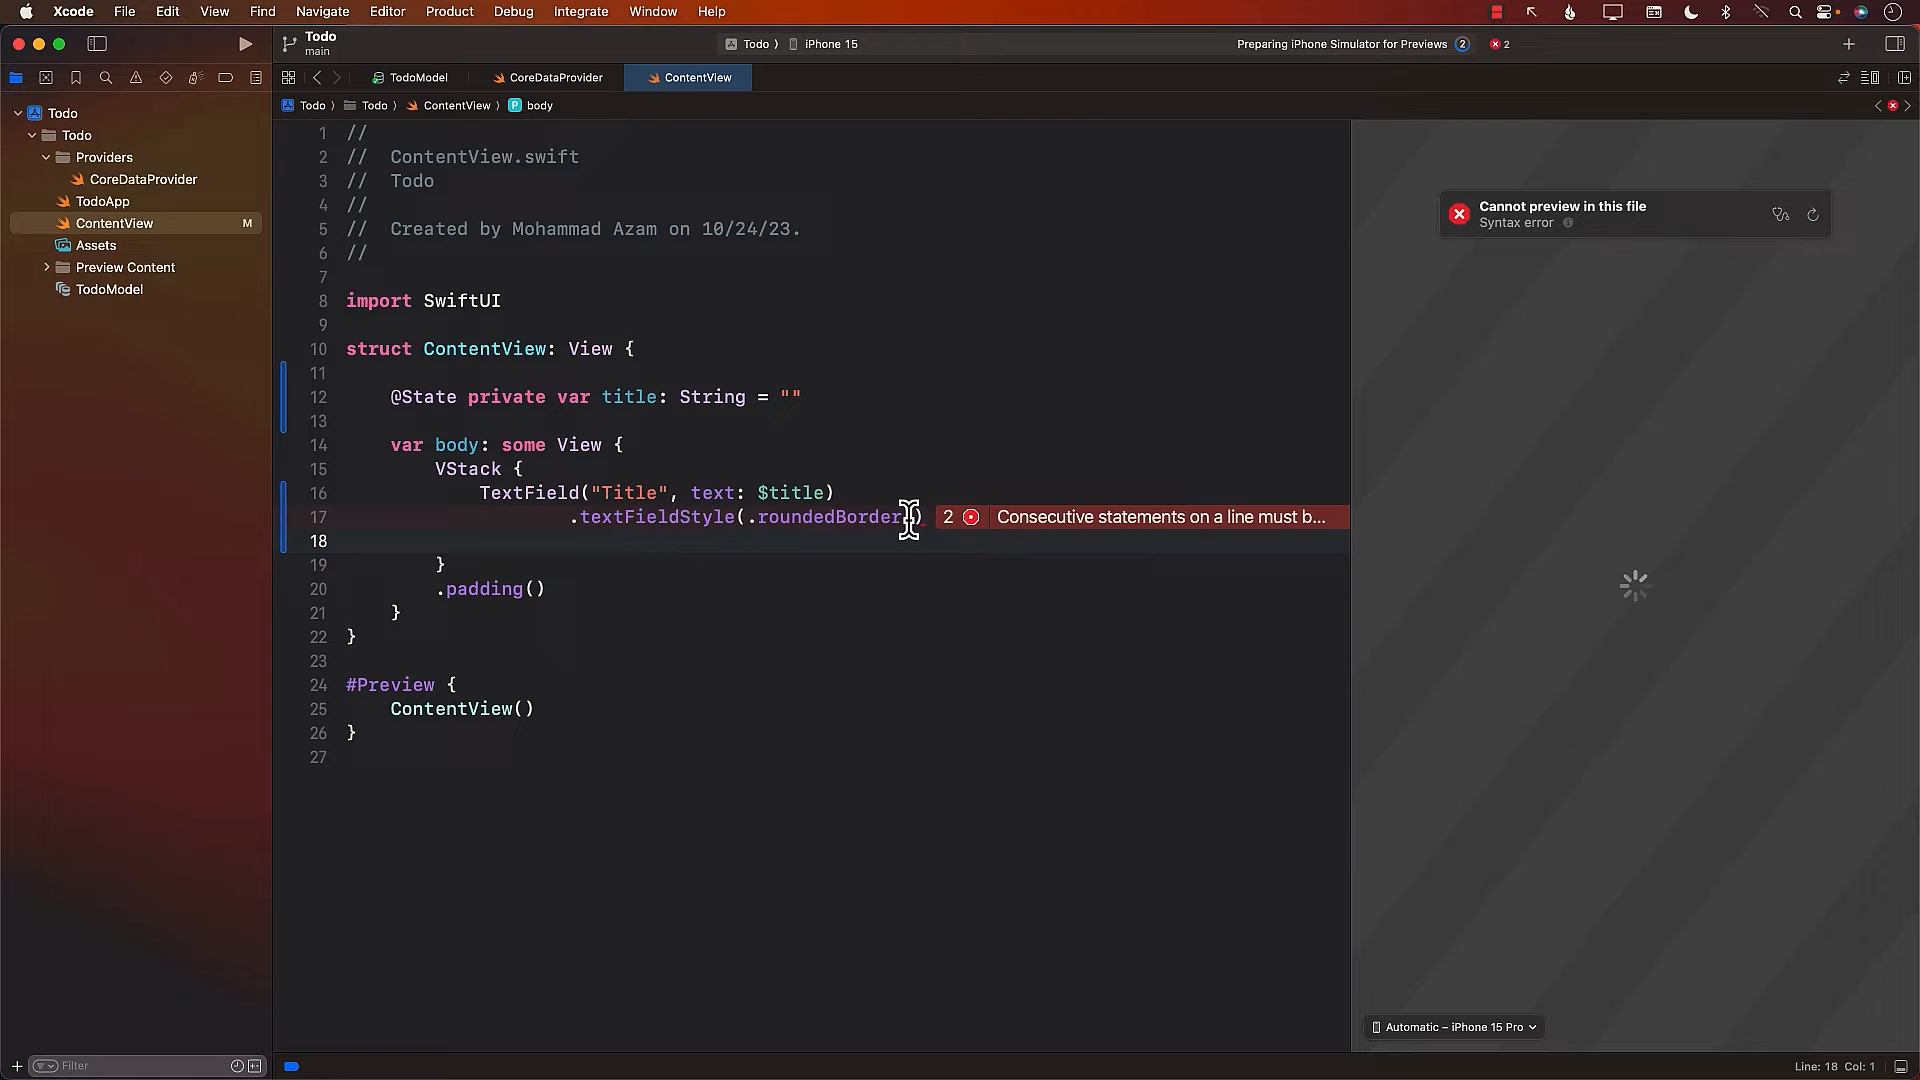 Xcode File Edit View Find Navigate Editor Product Debug Integrate Window Help
Todo
main
Todo iPhone 15
Preparing iPhone Simulator for Previews 2 2
TodoModel CoreDataProvider ContentView
Todo Todo ContentView P body
Todo
Todo
Providers
CoreDataProvider
TodoApp
ContentView M
Assets
Preview Content
TodoModel
1 //
2 //  ContentView.swift
3 //  Todo
4 //
5 //  Created by Mohammad Azam on 10/24/23.
6 //
7
8 import SwiftUI
9
10 struct ContentView: View {
11
12     @State private var title: String = ""
13
14     var body: some View {
15         VStack {
16             TextField("Title", text: $title)
17                     .textFieldStyle(.roundedBorder 2 Consecutive statements on a line must b...
18
19         }
20         .padding()
21     }
22 }
23
24 #Preview {
25     ContentView()
26 }
27
Cannot preview in this file
Syntax error
Automatic – iPhone 15 Pro
Filter
Line: 18 Col: 1